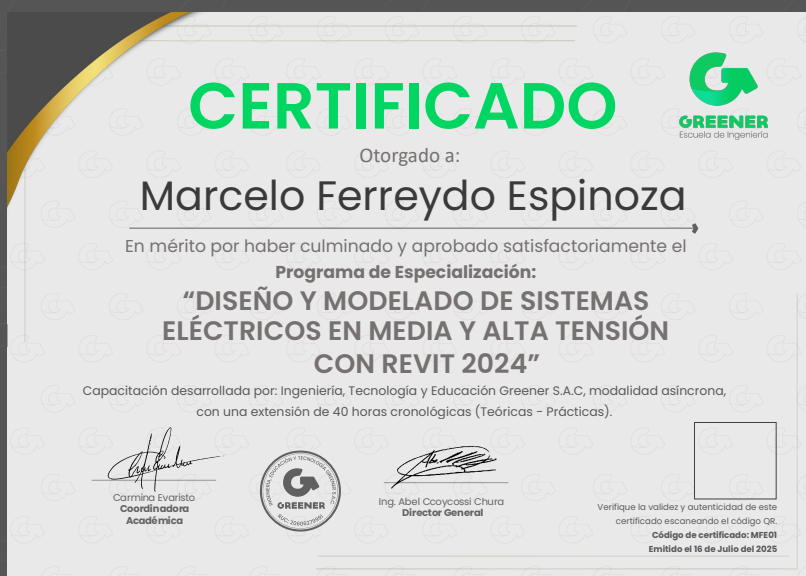 CERTIFICADO
GREENER
Escuela de Ingeniería
Otorgado a:
Marcelo Ferreydo Espinoza
En mérito por haber culminado y aprobado satisfactoriamente el
Programa de Especialización:
“DISEÑO Y MODELADO DE SISTEMAS
ELÉCTRICOS EN MEDIA Y ALTA TENSIÓN
CON REVIT 2024”
Capacitación desarrollada por: Ingeniería, Tecnología y Educación Greener S.A.C, modalidad asíncrona,
con una extensión de 40 horas cronológicas (Teóricas - Prácticas).
Carmina Evaristo
Coordinadora
Académica
INGENIERÍA, EDUCACIÓN Y TECNOLOGÍA GREENER S.A.C
GREENER
Ing. Abel Ccoycossi Chura
Director General
Verifique la validez y autenticidad de este
certificado escaneando el código QR.
Código de certificado: MFE01
Emitido el 16 de Julio del 2025